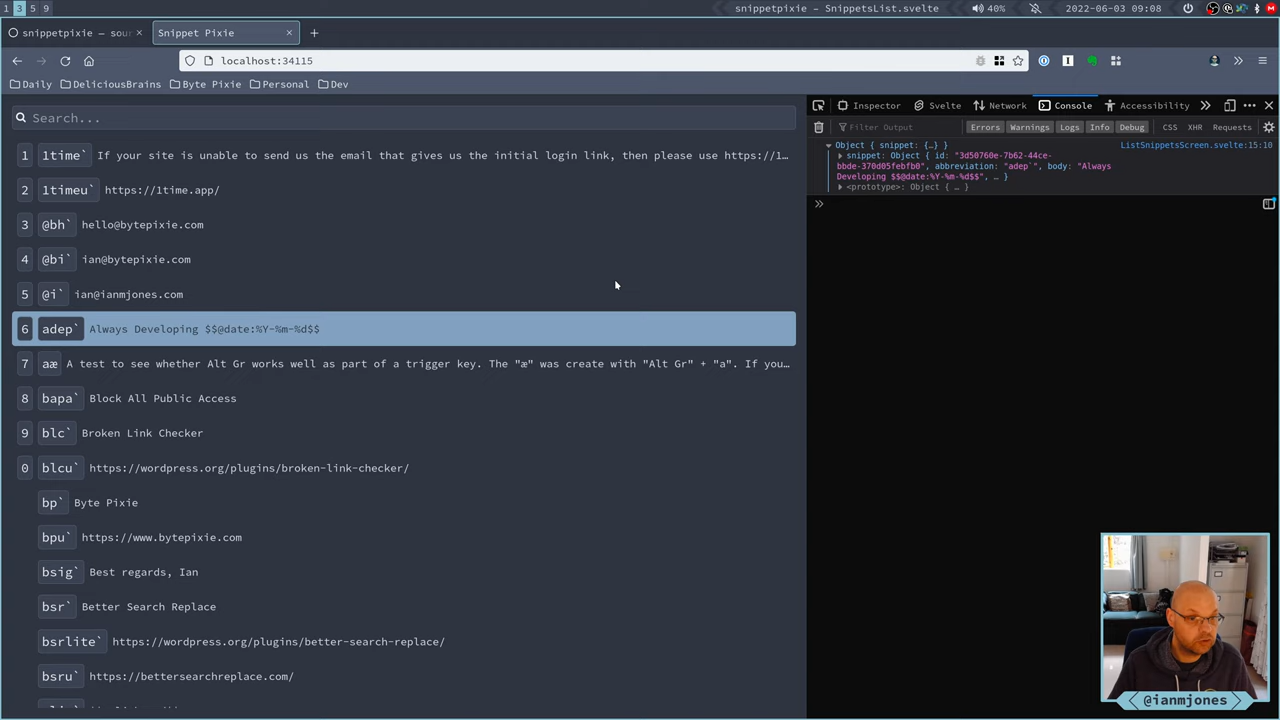 1 3 5 9
snippetpixie – SnippetsList.svelte
40%
2022-06-03 09:08
snippetpixie — sour
Snippet Pixie
localhost:34115
Daily
DeliciousBrains
Byte Pixie
Personal
Dev
Search...
1 1time` If your site is unable to send us the email that gives us the initial login link, then please use https://1…
2 1timeu` https://1time.app/
3 @bh` hello@bytepixie.com
4 @bi` ian@bytepixie.com
5 @i` ian@ianmjones.com
6 adep` Always Developing $$@date:%Y-%m-%d$$
7 aæ A test to see whether Alt Gr works well as part of a trigger key. The "æ" was create with "Alt Gr" + "a". If you…
8 bapa` Block All Public Access
9 blc` Broken Link Checker
0 blcu` https://wordpress.org/plugins/broken-link-checker/
bp` Byte Pixie
bpu` https://www.bytepixie.com
bsig` Best regards, Ian
bsr` Better Search Replace
bsrlite` https://wordpress.org/plugins/better-search-replace/
bsru` https://bettersearchreplace.com/
Inspector
Svelte
Network
Console
Accessibility
Filter Output
Errors
Warnings
Logs
Info
Debug
CSS
XHR
Requests
Object { snippet: {…} }
ListSnippetsScreen.svelte:15:10
snippet: Object { id: "3d50760e-7b62-44ce-
bbde-370d05febfb0", abbreviation: "adep`", body: "Always
Developing $$@date:%Y-%m-%d$$", … }
<prototype>: Object { … }
@ianmjones